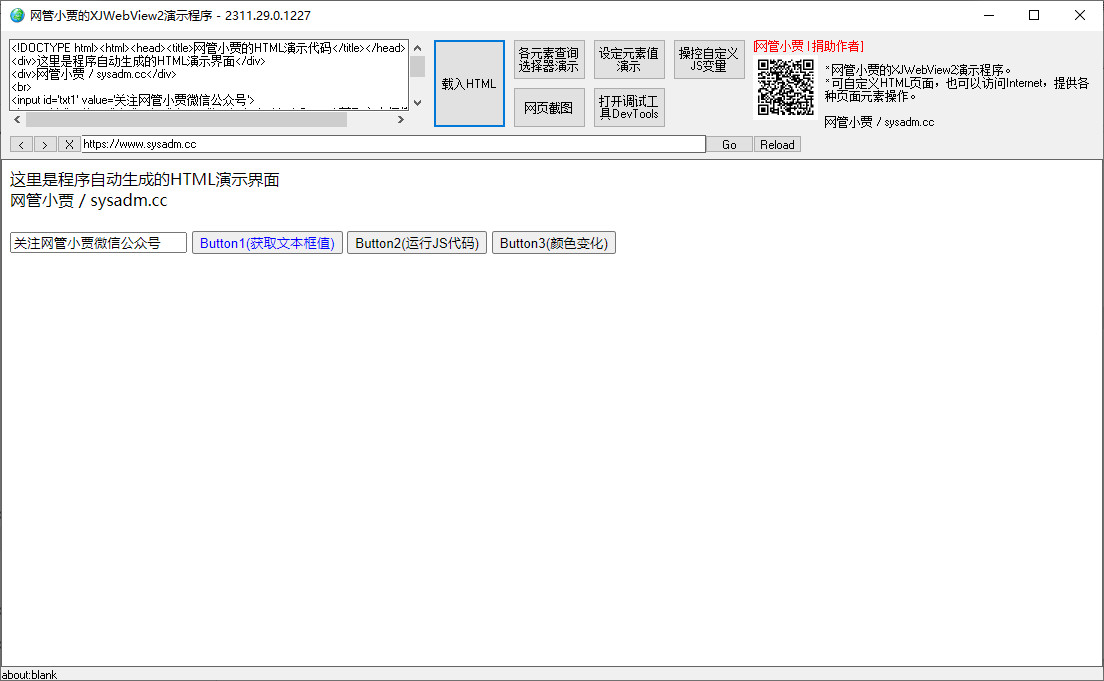 网管小贾的XJWebView2演示程序 - 2311.29.0.1227
<!DOCTYPE html><html><head><title>网管小贾的HTML演示代码</title></head>
<div>这里是程序自动生成的HTML演示界面</div>
<div>网管小贾 / sysadm.cc</div>
<br>
<input id='txt1' value='关注网管小贾微信公众号'>
载入HTML
各元素查询
选择器演示
设定元素值
演示
操控自定义
JS变量
网页截图
打开调试工
具DevTools
[网管小贾 | 捐助作者]
*网管小贾的XJWebView2演示程序。
*可自定义HTML页面，也可以访问Internet，提供各
种页面元素操作。
网管小贾 / sysadm.cc
< > X https://www.sysadm.cc Go Reload
这里是程序自动生成的HTML演示界面
网管小贾 / sysadm.cc
关注网管小贾微信公众号 Button1(获取文本框值) Button2(运行JS代码) Button3(颜色变化)
about:blank